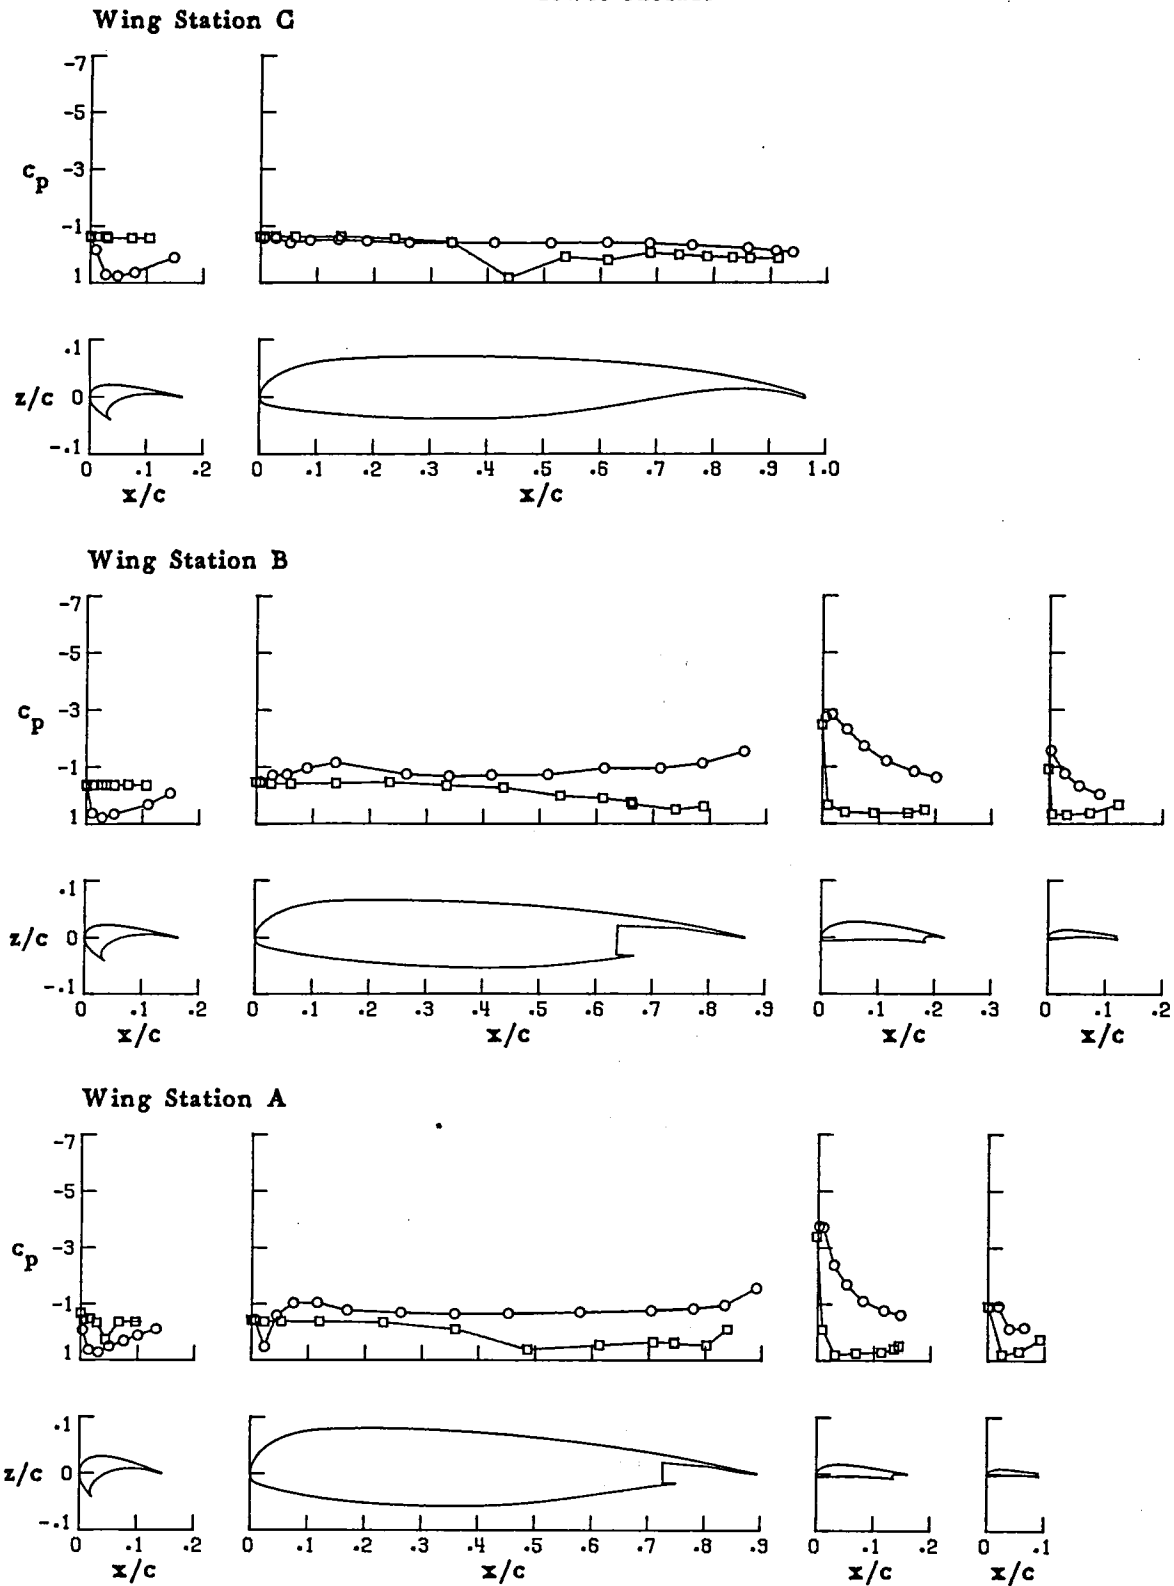 Wing Station C
-7
-5
c_p -3
-1
1
.1
z/c 0
-.1
0 .1 .2 0 .1 .2 .3 .4 .5 .6 .7 .8 .9 1.0
x/c x/c
Wing Station B
-7
-5
c_p -3
-1
1
.1
z/c 0
-.1
0 .1 .2 0 .1 .2 .3 .4 .5 .6 .7 .8 .9 0 .1 .2 .3 0 .1 .2
x/c x/c x/c x/c
Wing Station A
-7
-5
c_p -3
-1
1
.1
z/c 0
-.1
0 .1 .2 0 .1 .2 .3 .4 .5 .6 .7 .8 .9 0 .1 .2 0 .1
x/c x/c x/c x/c